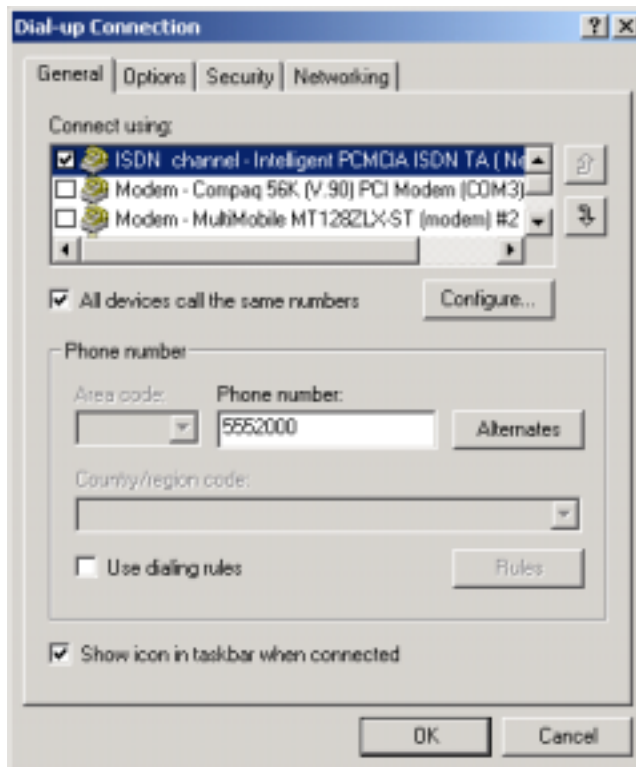 Dial-up Connection
General Options Security Networking
Connect using:
ISDN channel - Intelligent PCMCIA ISDN TA ( Ne
Modem - Compaq 56K (V.90) PCI Modem (COM3)
Modem - MultiMobile MT128ZLX-ST (modem) #2
All devices call the same numbers Configure...
Phone number
Area code: Phone number:
5552000 Alternates
Country/region code:
Use dialing rules Rules
Show icon in taskbar when connected
OK Cancel